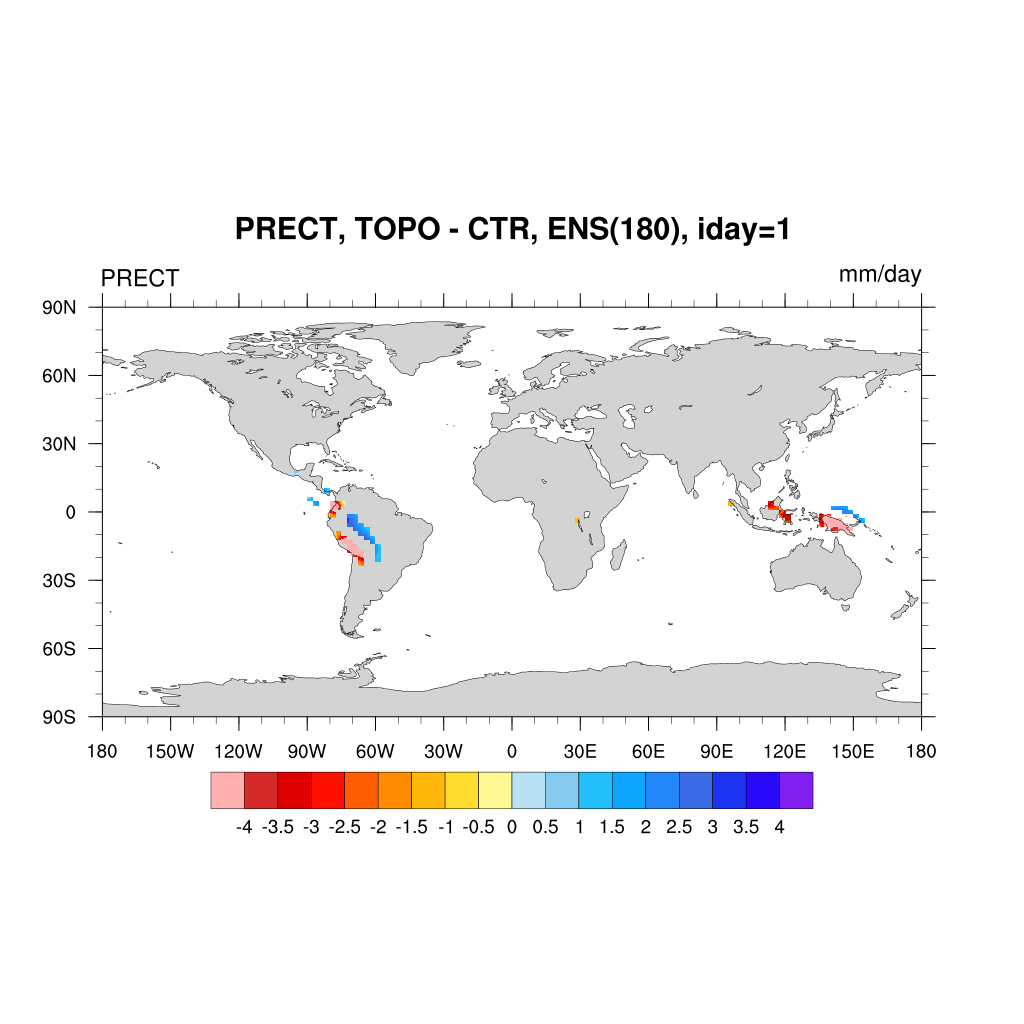 PRECT, TOPO - CTR, ENS(180), iday=1
PRECT mm/day
90N
60N
30N
0
30S
60S
90S
180 150W 120W 90W 60W 30W 0 30E 60E 90E 120E 150E 180
-4 -3.5 -3 -2.5 -2 -1.5 -1 -0.5 0 0.5 1 1.5 2 2.5 3 3.5 4